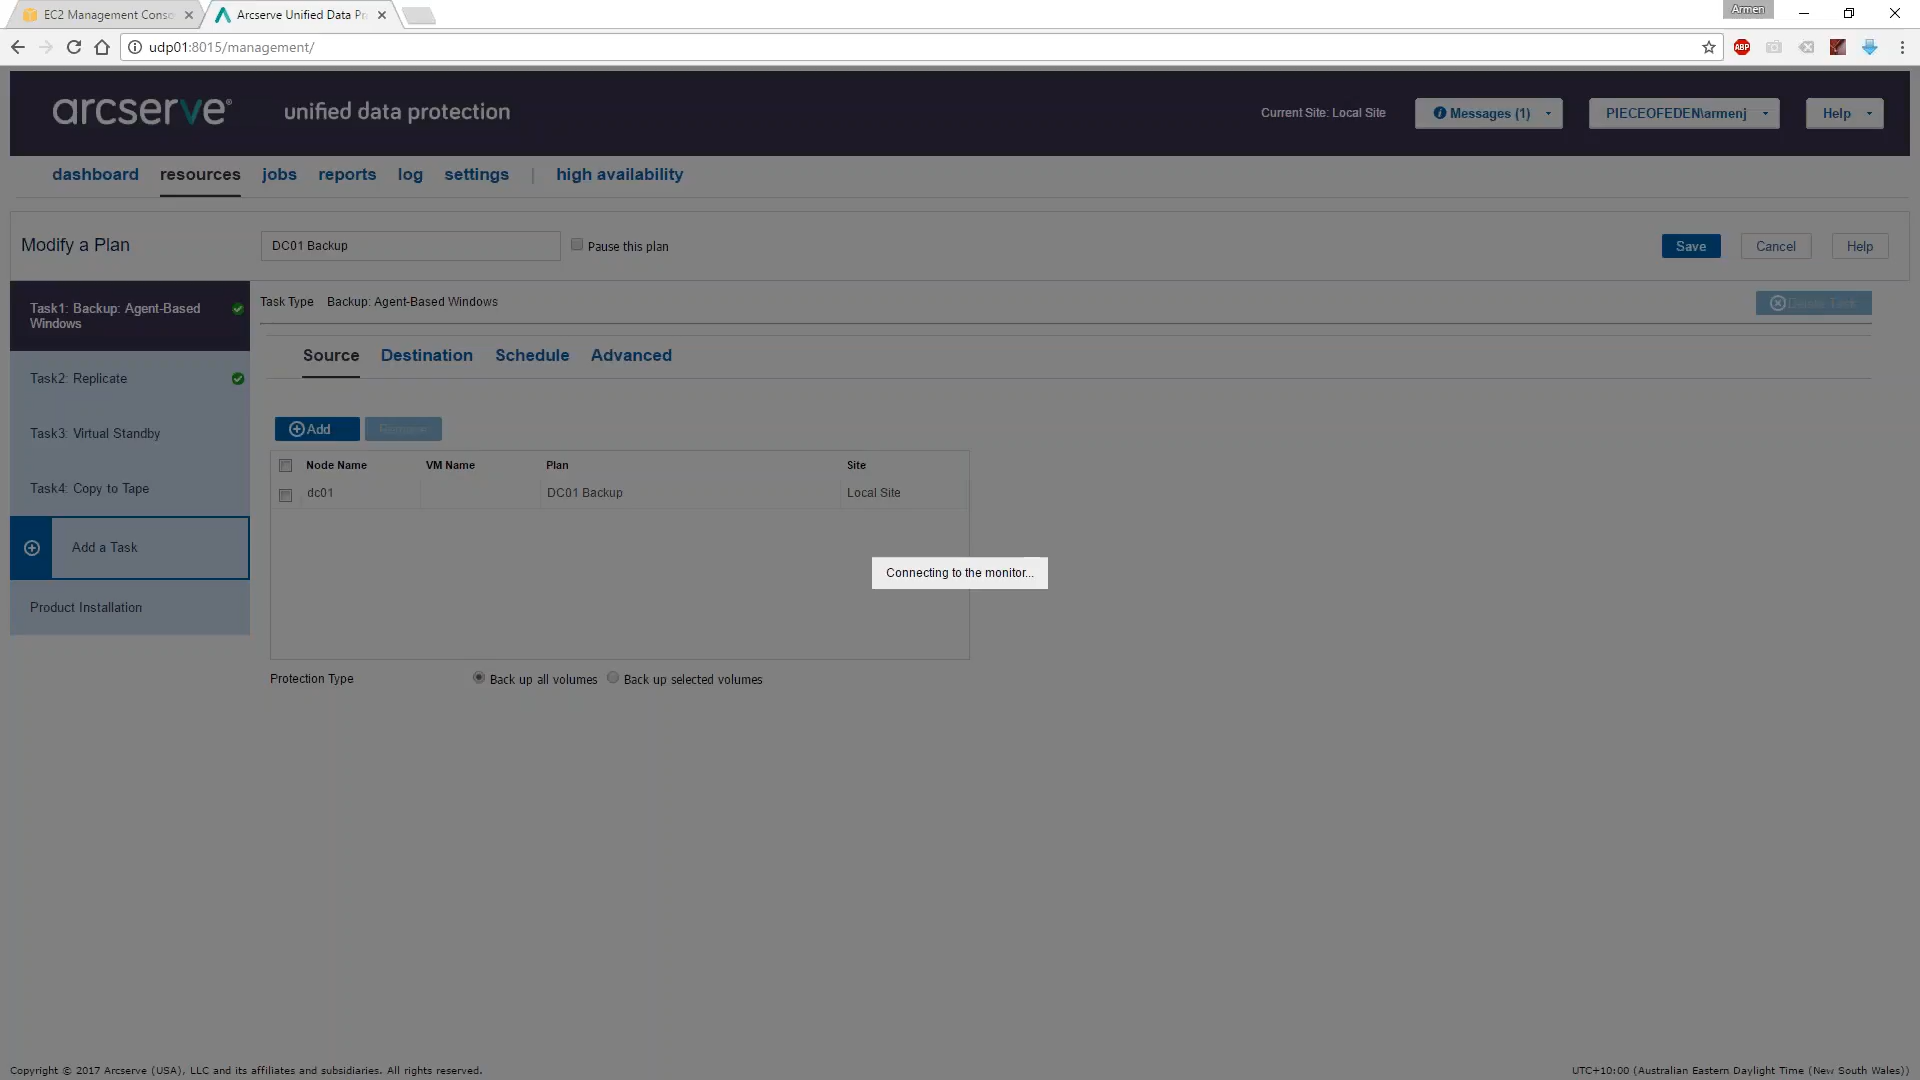 EC2 Management Conso
Arcserve Unified Data Pr
Armen
udp01:8015/management/
ABP
arcserve®
unified data protection
Current Site: Local Site
Messages (1)
PIECEOFEDEN\armenj
Help
dashboard
resources
jobs
reports
log
settings
|
high availability
Modify a Plan
DC01 Backup
Pause this plan
Save
Cancel
Help
Task1: Backup: Agent-Based
Windows
Task2: Replicate
Task3: Virtual Standby
Task4: Copy to Tape
Add a Task
Product Installation
Task Type
Backup: Agent-Based Windows
Delete Task
Source
Destination
Schedule
Advanced
Add
Remove
Node Name
VM Name
Plan
Site
dc01
DC01 Backup
Local Site
Connecting to the monitor...
Protection Type
Back up all volumes
Back up selected volumes
Copyright © 2017 Arcserve (USA), LLC and its affiliates and subsidiaries. All rights reserved.
UTC+10:00 (Australian Eastern Daylight Time (New South Wales))